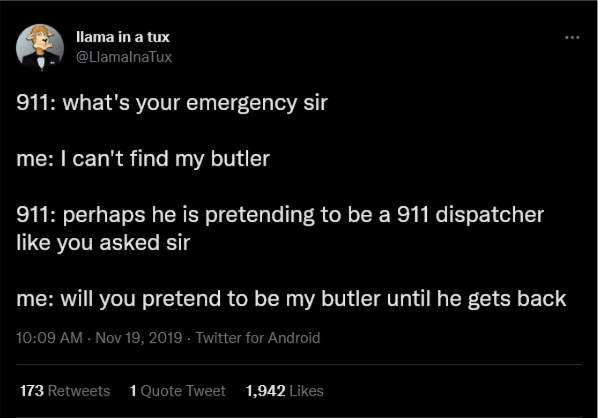 llama in a tux
@LlamaInaTux
911: what's your emergency sir
me: I can't find my butler
911: perhaps he is pretending to be a 911 dispatcher
like you asked sir
me: will you pretend to be my butler until he gets back
10:09 AM · Nov 19, 2019 · Twitter for Android
173 Retweets 1 Quote Tweet 1,942 Likes